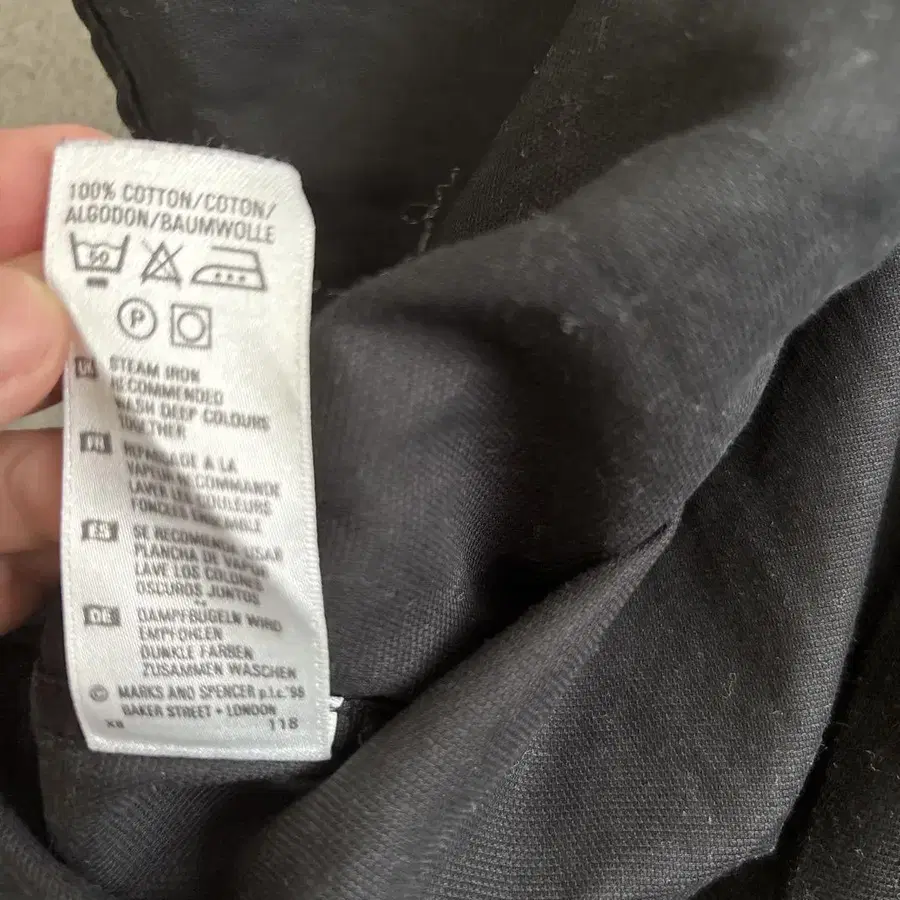 100% COTTON/COTON/
ALGODON/BAUMWOLLE
50
P
UK STEAM IRON
RECOMMENDED
WASH DEEP COLOURS
TOGETHER
FR REPASSAGE A LA
VAPEUR RECOMMANDE
LAVER LES COULEURS
FONCEES ENSEMBLE
ES SE RECOMIENDA USAR
PLANCHA DE VAPOR
LAVE LOS COLORES
OSCUROS JUNTOS
DE DAMPFBUGELN WIRD
EMPFOHLEN
DUNKLE FARBEN
ZUSAMMEN WASCHEN
© MARKS AND SPENCER p.l.c. '98
BAKER STREET • LONDON
118